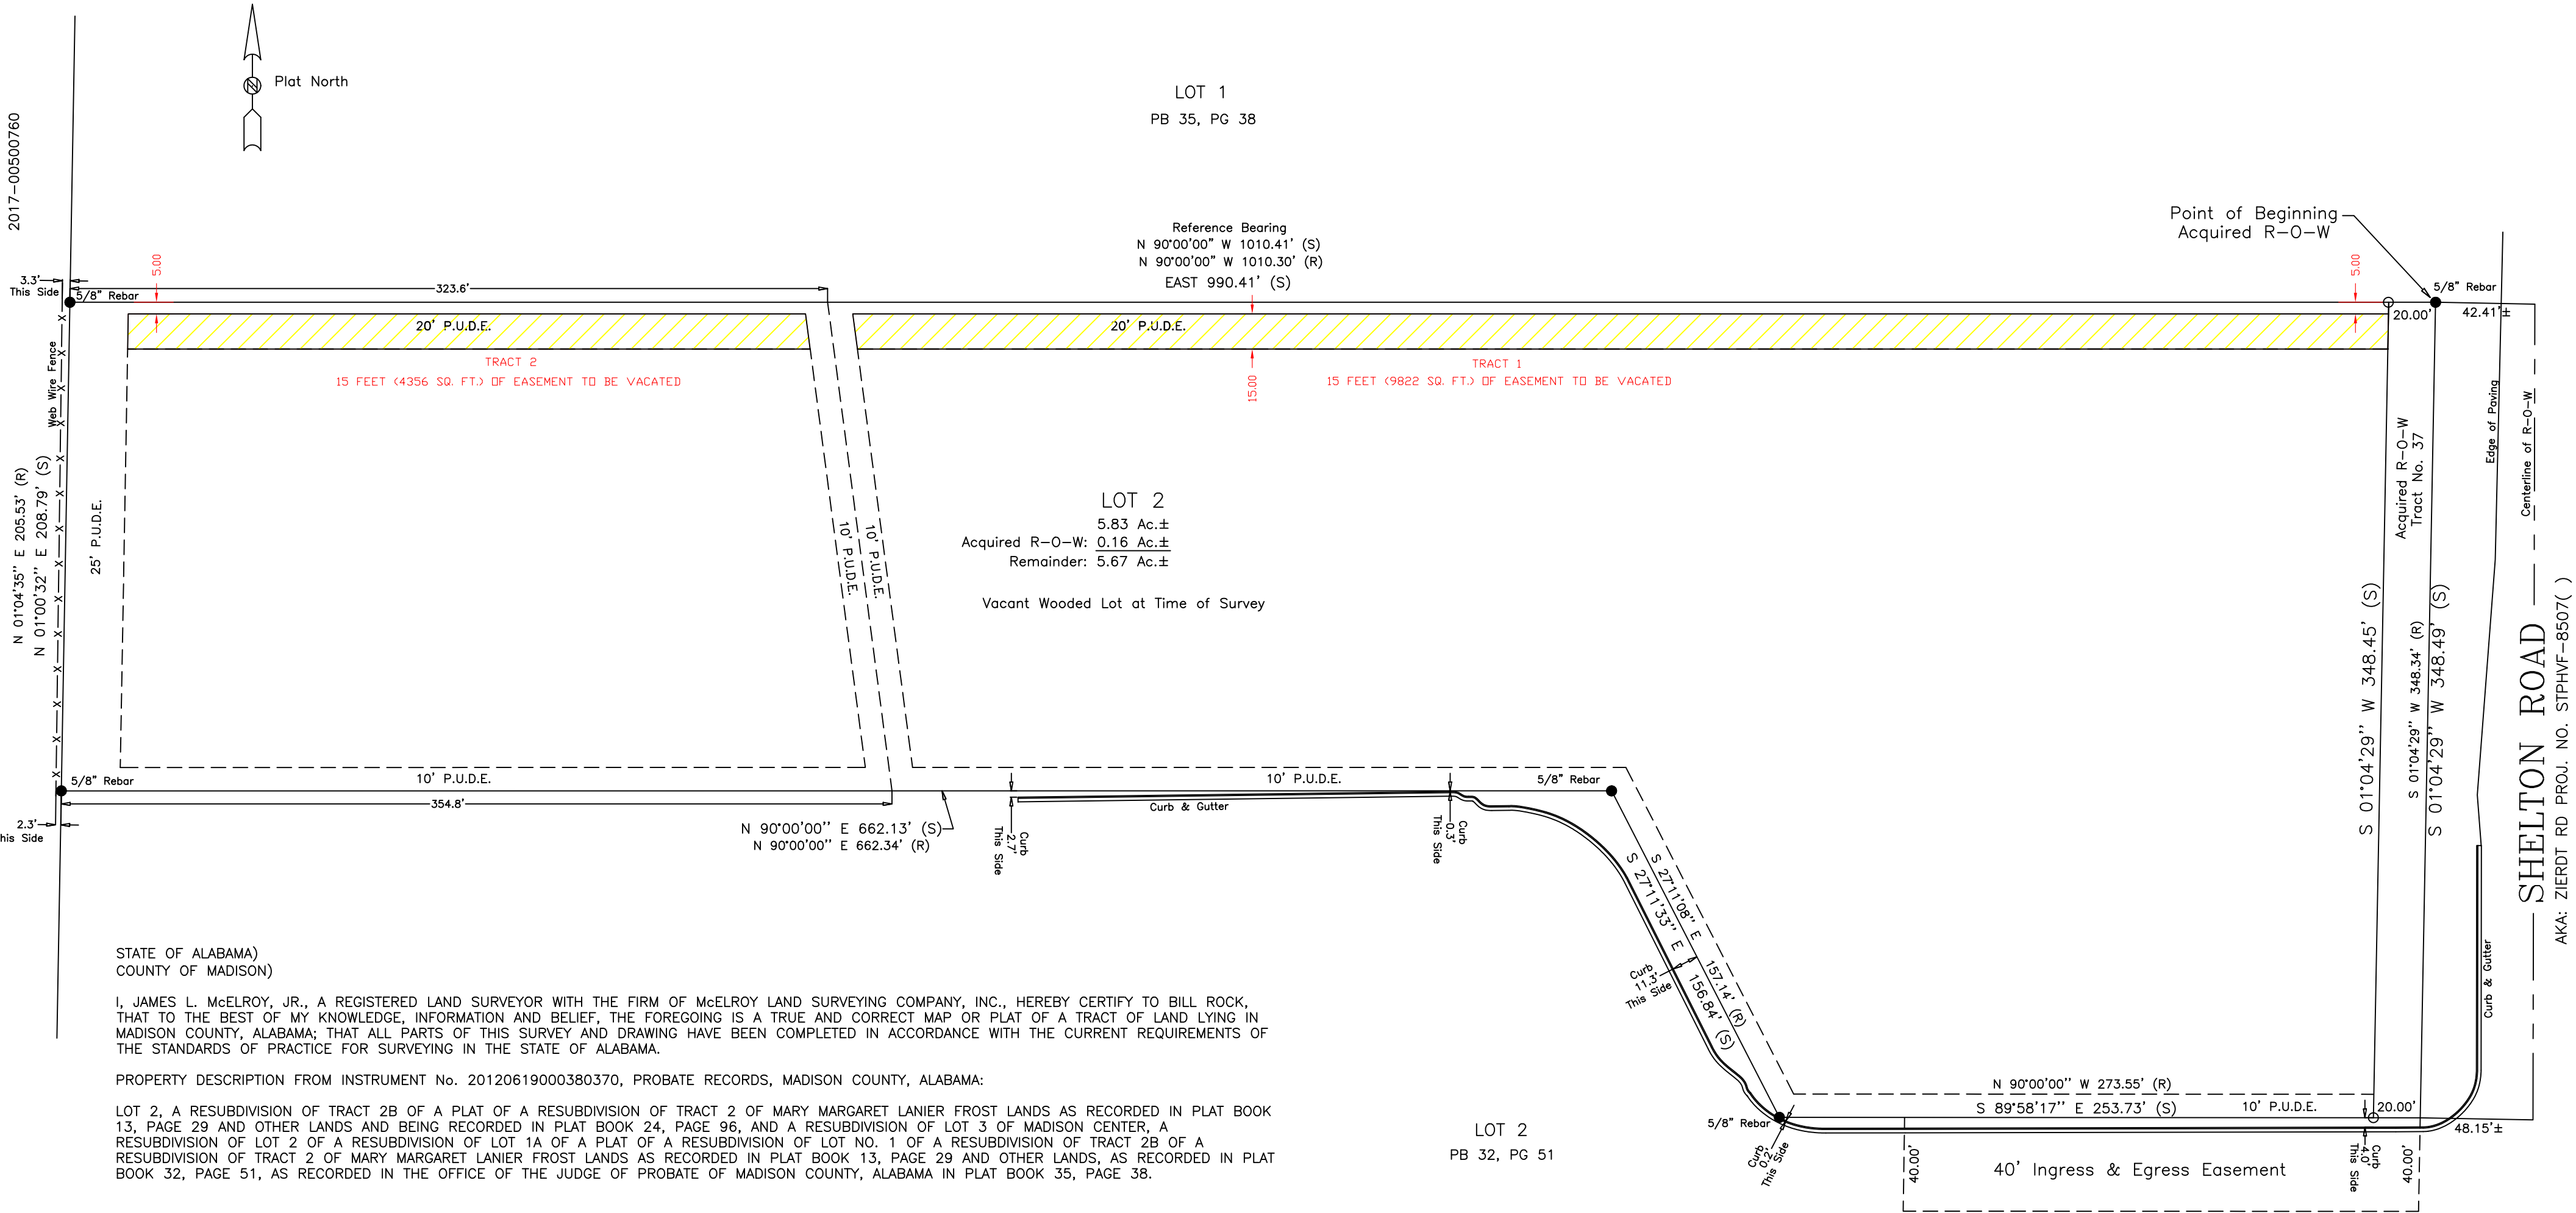 Plat North
2017-00500760
LOT 1
PB 35, PG 38
Reference Bearing
N 90°00'00" W 1010.41' (S)
N 90°00'00" W 1010.30' (R)
EAST 990.41' (S)
Point of Beginning
Acquired R-O-W
3.3'
This Side
5/8" Rebar
5.00
323.6'
5.00
5/8" Rebar
20.00'
42.41'±
20' P.U.D.E.
20' P.U.D.E.
TRACT 2
15 FEET (4356 SQ. FT.) OF EASEMENT TO BE VACATED
15.00
TRACT 1
15 FEET (9822 SQ. FT.) OF EASEMENT TO BE VACATED
Web Wire Fence
N 01°04'35" E 205.53' (R)
N 01°00'32" E 208.79' (S)
25' P.U.D.E.
10' P.U.D.E.
10' P.U.D.E.
LOT 2
5.83 Ac.±
Acquired R-O-W: 0.16 Ac.±
Remainder: 5.67 Ac.±
Vacant Wooded Lot at Time of Survey
Acquired R-O-W
Tract No. 37
S 01°04'29" W 348.45' (S)
S 01°04'29" W 348.34' (R)
S 01°04'29" W 348.49' (S)
Edge of Paving
Centerline of R-O-W
SHELTON ROAD
AKA: ZIERDT RD PROJ. NO. STPHVF-8507( )
5/8" Rebar
10' P.U.D.E.
10' P.U.D.E.
5/8" Rebar
354.8'
2.3'
his Side
N 90°00'00" E 662.13' (S)
N 90°00'00" E 662.34' (R)
Curb
2.7'
This Side
Curb & Gutter
Curb
0.3'
This Side
S 27°11'08" E 157.14' (R)
S 27°11'33" E 156.84' (S)
Curb
11.3'
This Side
Curb & Gutter
N 90°00'00" W 273.55' (R)
S 89°58'17" E 253.73' (S)
10' P.U.D.E.
20.00'
48.15'±
5/8" Rebar
Curb
0.2'
This Side
Curb
4.0'
This Side
40.00'
40' Ingress & Egress Easement
40.00'
LOT 2
PB 32, PG 51
STATE OF ALABAMA)
COUNTY OF MADISON)
I, JAMES L. McELROY, JR., A REGISTERED LAND SURVEYOR WITH THE FIRM OF McELROY LAND SURVEYING COMPANY, INC., HEREBY CERTIFY TO BILL ROCK,
THAT TO THE BEST OF MY KNOWLEDGE, INFORMATION AND BELIEF, THE FOREGOING IS A TRUE AND CORRECT MAP OR PLAT OF A TRACT OF LAND LYING IN
MADISON COUNTY, ALABAMA; THAT ALL PARTS OF THIS SURVEY AND DRAWING HAVE BEEN COMPLETED IN ACCORDANCE WITH THE CURRENT REQUIREMENTS OF
THE STANDARDS OF PRACTICE FOR SURVEYING IN THE STATE OF ALABAMA.
PROPERTY DESCRIPTION FROM INSTRUMENT No. 20120619000380370, PROBATE RECORDS, MADISON COUNTY, ALABAMA:
LOT 2, A RESUBDIVISION OF TRACT 2B OF A PLAT OF A RESUBDIVISION OF TRACT 2 OF MARY MARGARET LANIER FROST LANDS AS RECORDED IN PLAT BOOK
13, PAGE 29 AND OTHER LANDS AND BEING RECORDED IN PLAT BOOK 24, PAGE 96, AND A RESUBDIVISION OF LOT 3 OF MADISON CENTER, A
RESUBDIVISION OF LOT 2 OF A RESUBDIVISION OF LOT 1A OF A PLAT OF A RESUBDIVISION OF LOT NO. 1 OF A RESUBDIVISION OF TRACT 2B OF A
RESUBDIVISION OF TRACT 2 OF MARY MARGARET LANIER FROST LANDS AS RECORDED IN PLAT BOOK 13, PAGE 29 AND OTHER LANDS, AS RECORDED IN PLAT
BOOK 32, PAGE 51, AS RECORDED IN THE OFFICE OF THE JUDGE OF PROBATE OF MADISON COUNTY, ALABAMA IN PLAT BOOK 35, PAGE 38.